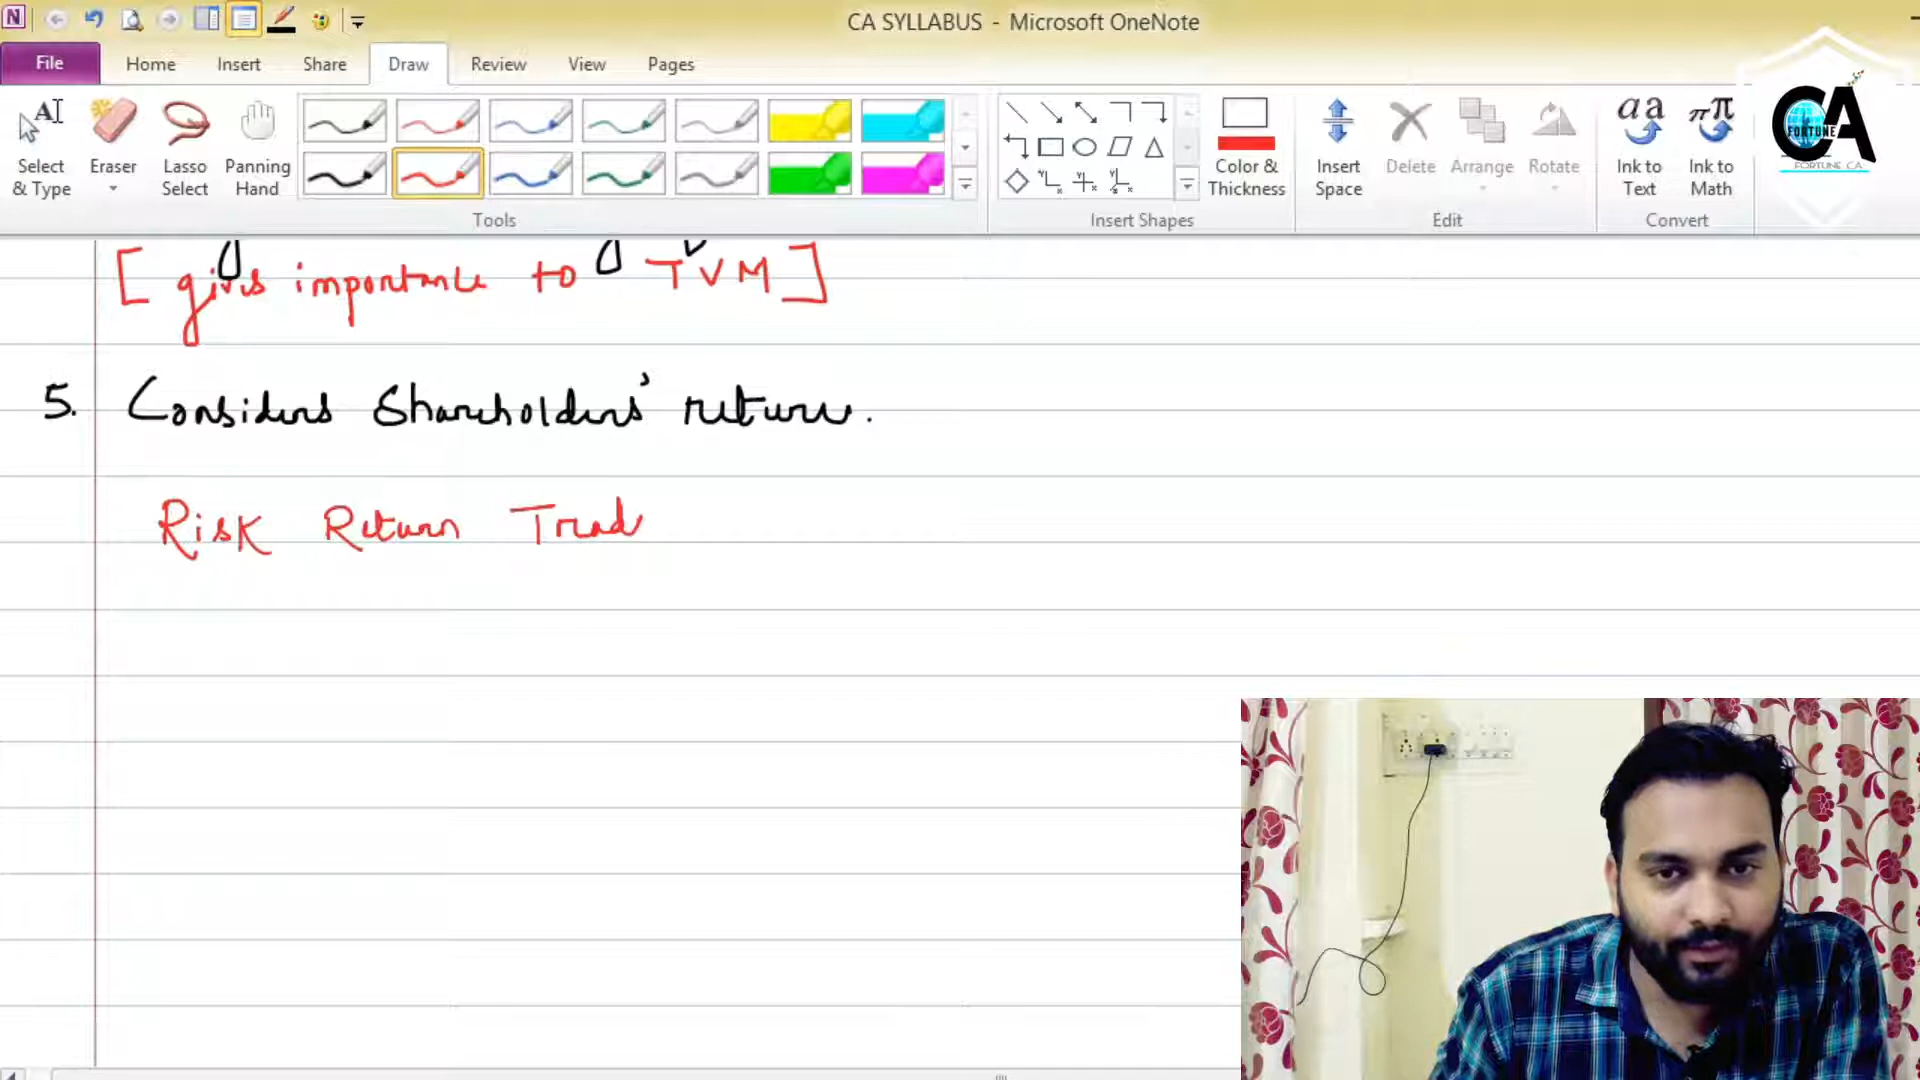 CA SYLLABUS - Microsoft OneNote
File Home Insert Share Draw Review View Pages
Select & Type
Eraser
Lasso Select
Panning Hand
Color & Thickness
Insert Space
Delete
Arrange
Rotate
Ink to Text
Ink to Math
Tools
Insert Shapes
Edit
Convert
CA
FORTUNE
FORTUNE CA
[ gives importance to TVM ]
5. Considers Shareholders' return.
Risk Return Trad